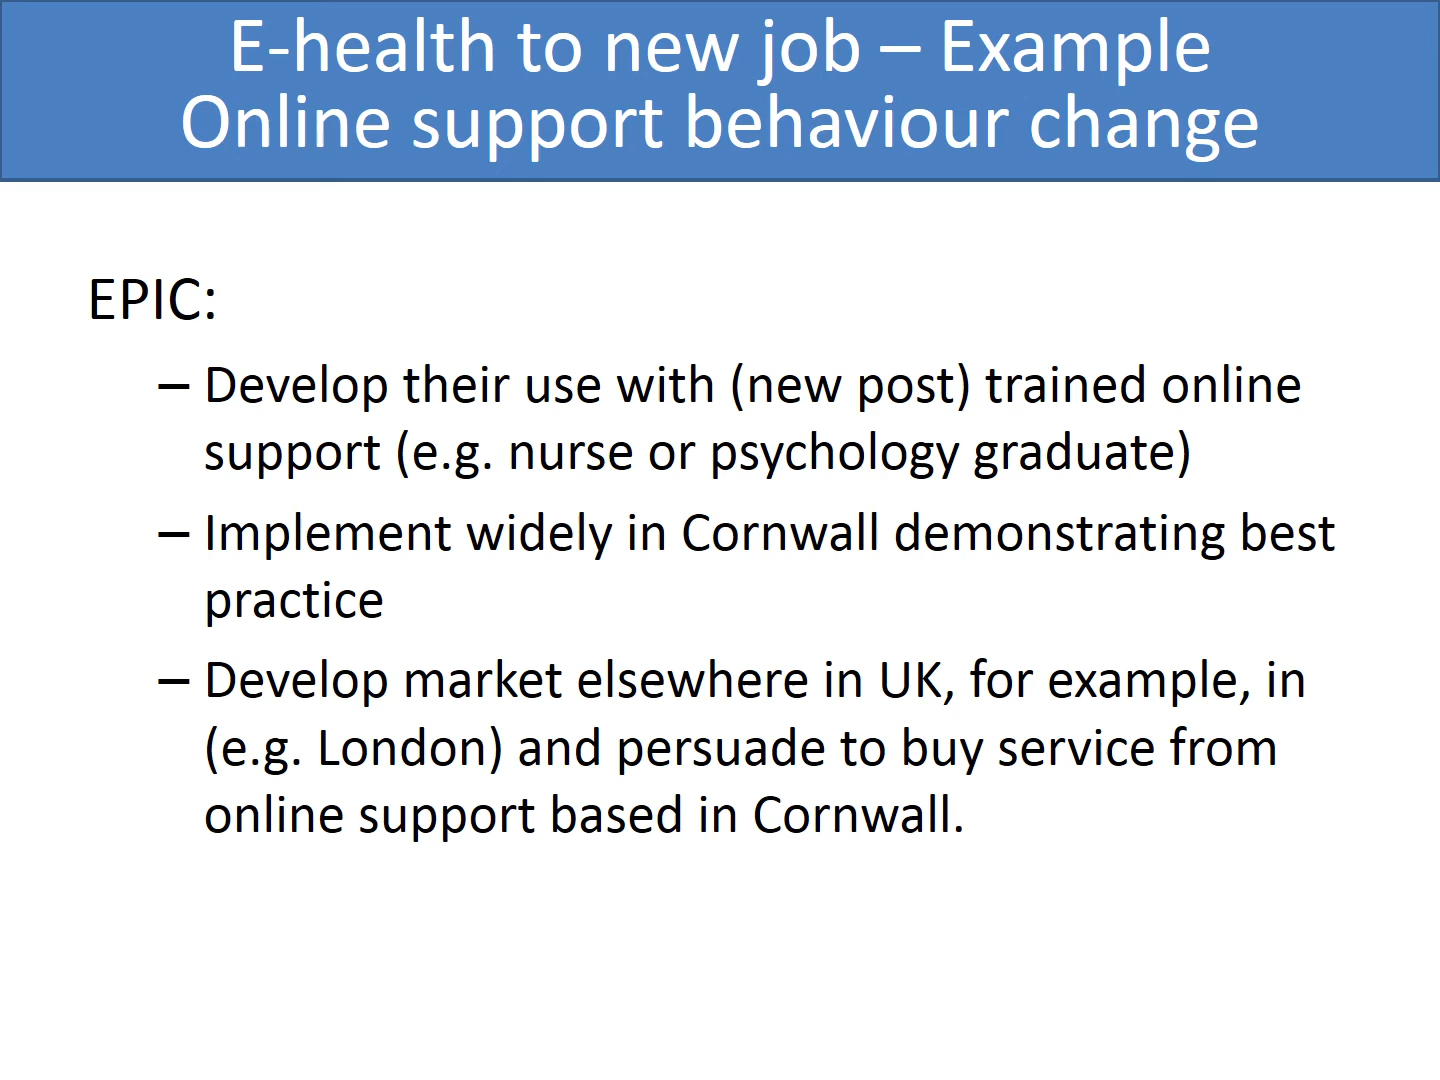 E-health to new job – Example
Online support behaviour change
EPIC:
– Develop their use with (new post) trained online
support (e.g. nurse or psychology graduate)
– Implement widely in Cornwall demonstrating best
practice
– Develop market elsewhere in UK, for example, in
(e.g. London) and persuade to buy service from
online support based in Cornwall.